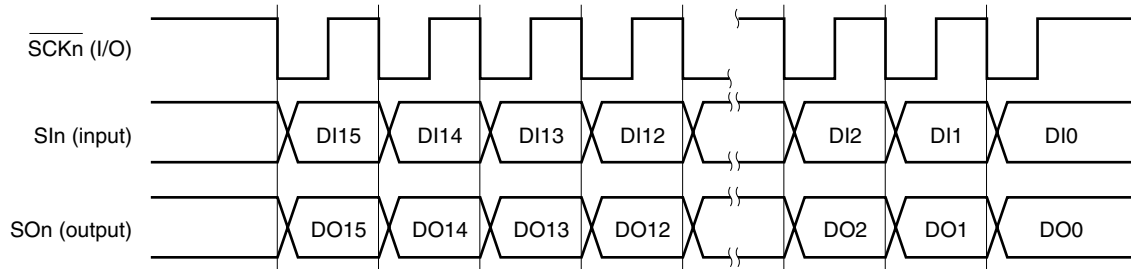 SCKn (I/O)
SIn (input) DI15 DI14 DI13 DI12 DI2 DI1 DI0
SOn (output) DO15 DO14 DO13 DO12 DO2 DO1 DO0